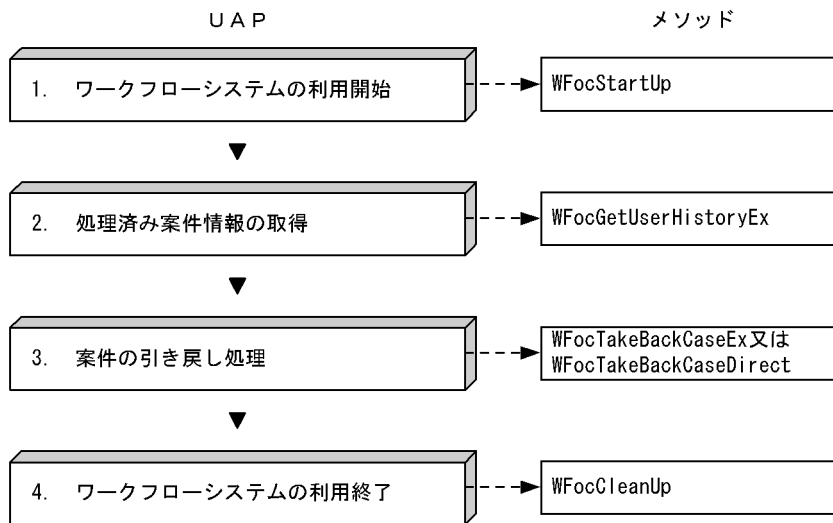 ＵＡＰ
メソッド
1. ワークフローシステムの利用開始
WFocStartUp
2. 処理済み案件情報の取得
WFocGetUserHistoryEx
3. 案件の引き戻し処理
WFocTakeBackCaseEx又は
WFocTakeBackCaseDirect
4. ワークフローシステムの利用終了
WFocCleanUp